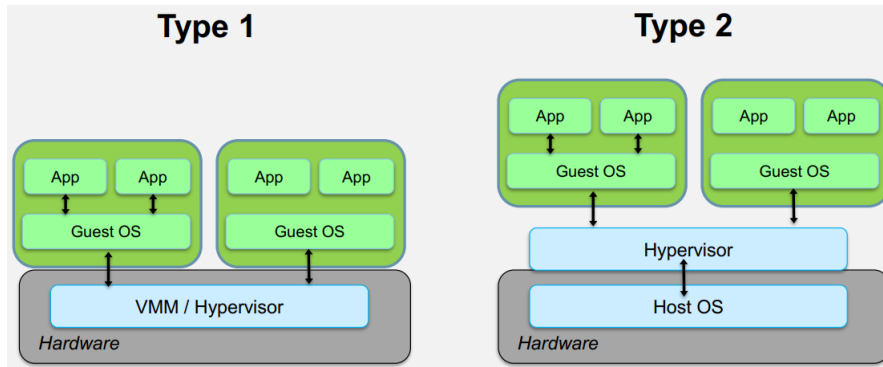 Type 1
App
App
Guest OS
App
App
Guest OS
VMM / Hypervisor
Hardware
Type 2
App
App
Guest OS
App
App
Guest OS
Hypervisor
Host OS
Hardware